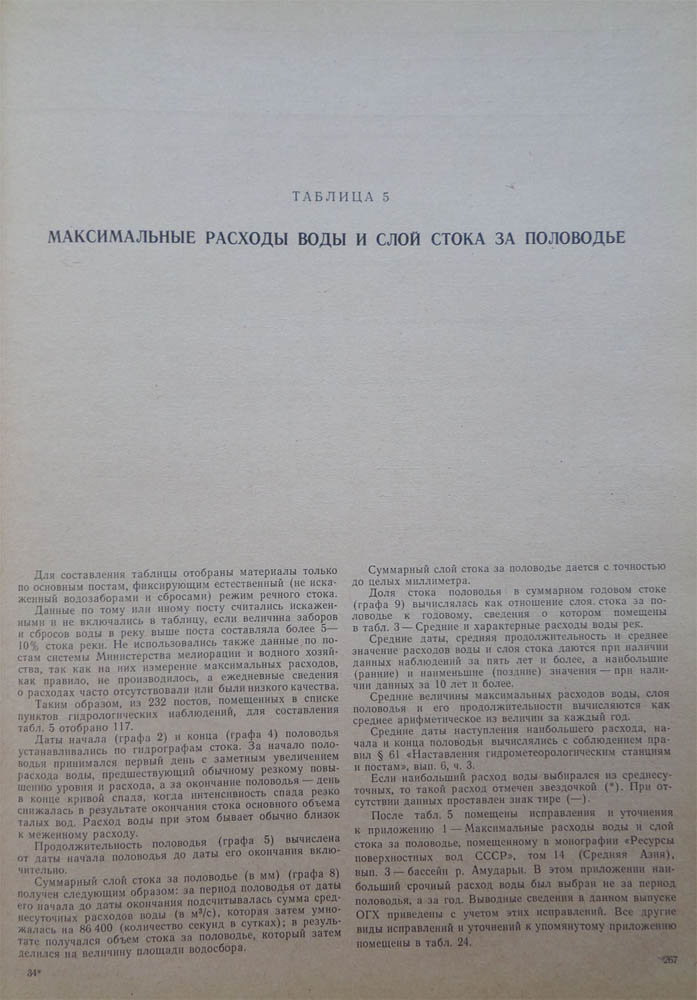 ТАБЛИЦА 5
МАКСИМАЛЬНЫЕ РАСХОДЫ ВОДЫ И СЛОЙ СТОКА ЗА ПОЛОВОДЬЕ
Для составления таблицы отобраны материалы только
по основным постам, фиксирующим естественный (не иска-
женный водозаборами и сбросами) режим речного стока.
Данные по тому или иному посту считались искажен-
ными и не включались в таблицу, если величина заборов
и сбросов воды в реку выше поста составляла более 5—
10% стока реки. Не использовались также данные по по-
стам системы Министерства мелиорации и водного хозяй-
ства, так как на них измерение максимальных расходов,
как правило, не производилось, а ежедневные сведения
о расходах часто отсутствовали или были низкого качества.
Таким образом, из 232 постов, помещенных в списке
пунктов гидрологических наблюдений, для составления
табл. 5 отобрано 117.
Даты начала (графа 2) и конца (графа 4) половодья
устанавливались по гидрографам стока. За начало поло-
водья принимался первый день с заметным увеличением
расхода воды, предшествующий обычному резкому повы-
шению уровня и расхода, а за окончание половодья — день
в конце кривой спада, когда интенсивность спада резко
снижалась в результате окончания стока основного объема
талых вод. Расход воды при этом бывает обычно близок
к меженному расходу.
Продолжительность половодья (графа 5) вычислена
от даты начала половодья до даты его окончания вклю-
чительно.
Суммарный слой стока за половодье (в мм) (графа 8)
получен следующим образом: за период половодья от даты
его начала до даты окончания подсчитывалась сумма сред-
несуточных расходов воды (в м³/с), которая затем умно-
жалась на 86 400 (количество секунд в сутках); в резуль-
тате получался объем стока за половодье, который затем
делился на величину площади водосбора.
34*
Суммарный слой стока за половодье дается с точностью
до целых миллиметра.
Доля стока половодья в суммарном годовом стоке
(графа 9) вычислялась как отношение слоя стока за по-
ловодье к годовому, сведения о котором помещены
в табл. 3 — Средние и характерные расходы воды рек.
Средние даты, средняя продолжительность и среднее
значение расходов воды и слоя стока даются при наличии
данных наблюдений за пять лет и более, а наибольшие
(ранние) и наименьшие (поздние) значения — при нали-
чии данных за 10 лет и более.
Средние величины максимальных расходов воды, слоя
половодья и его продолжительности вычисляются как
среднее арифметическое из величин за каждый год.
Средние даты наступления наибольшего расхода, на-
чала и конца половодья вычислялись с соблюдением пра-
вил § 61 «Наставления гидрометеорологическим станциям
и постам», вып. 6, ч. 3.
Если наибольший расход воды выбирался из среднесу-
точных, то такой расход отмечен звездочкой (*). При от-
сутствии данных проставлен знак тире (—).
После табл. 5 помещены исправления и уточнения
к приложению 1 — Максимальные расходы воды и слой
стока за половодье, помещенному в монографии «Ресурсы
поверхностных вод СССР», том 14 (Средняя Азия),
вып. 3 — бассейн р. Амударьи. В этом приложении наи-
больший срочный расход воды был выбран не за период
половодья, а за год. Выводные сведения в данном выпуске
ОГХ приведены с учетом этих исправлений. Все другие
виды исправлений и уточнений к упомянутому приложению
помещены в табл. 24.
267